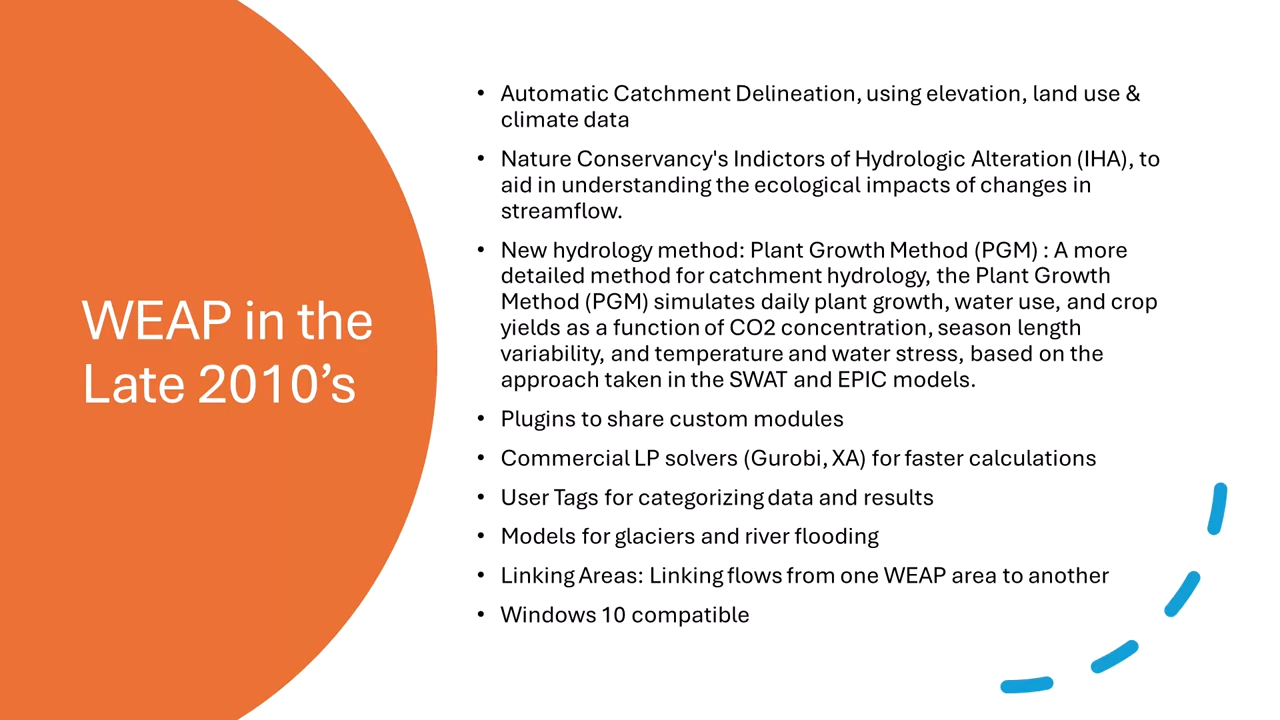 WEAP in the
Late 2010’s
• Automatic Catchment Delineation, using elevation, land use &
climate data
• Nature Conservancy's Indictors of Hydrologic Alteration (IHA), to
aid in understanding the ecological impacts of changes in
streamflow.
• New hydrology method: Plant Growth Method (PGM) : A more
detailed method for catchment hydrology, the Plant Growth
Method (PGM) simulates daily plant growth, water use, and crop
yields as a function of CO2 concentration, season length
variability, and temperature and water stress, based on the
approach taken in the SWAT and EPIC models.
• Plugins to share custom modules
• Commercial LP solvers (Gurobi, XA) for faster calculations
• User Tags for categorizing data and results
• Models for glaciers and river flooding
• Linking Areas: Linking flows from one WEAP area to another
• Windows 10 compatible